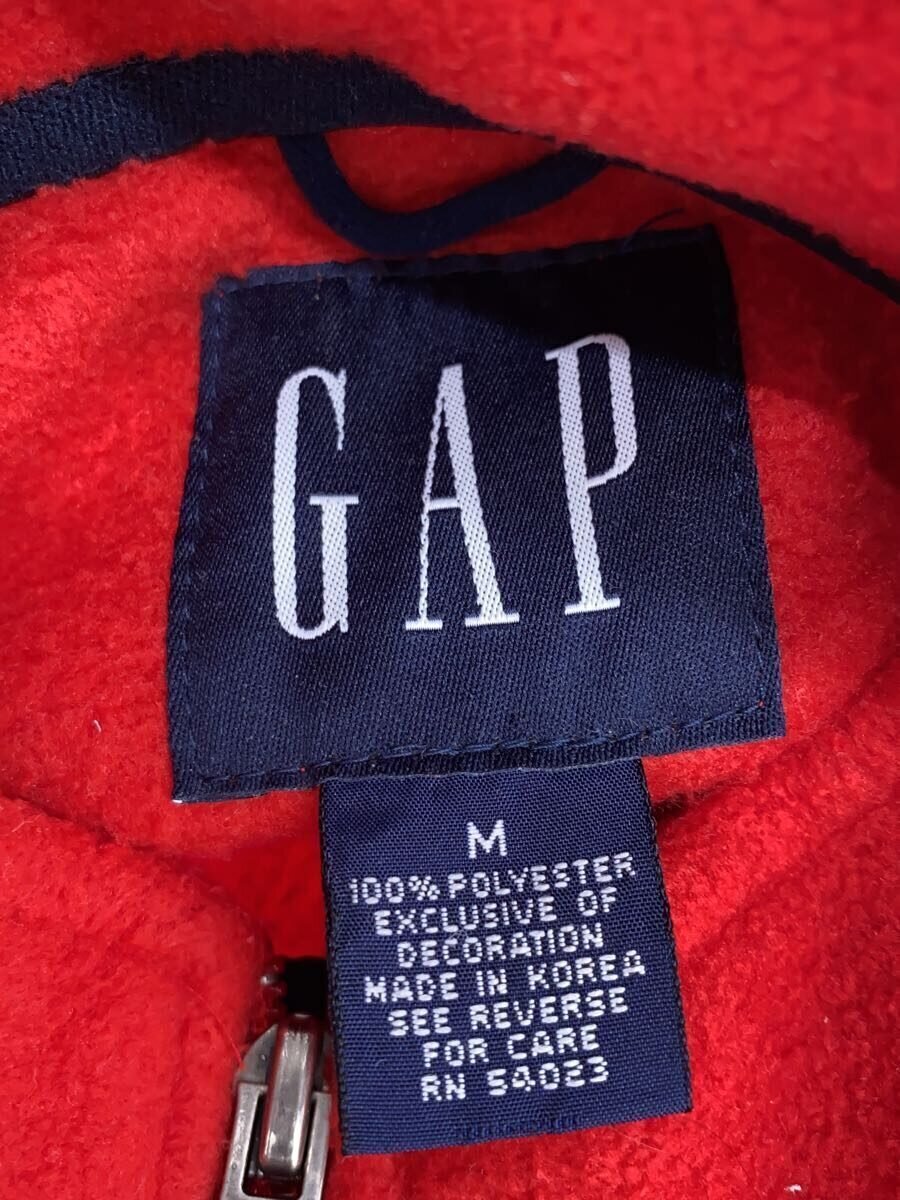 GAP
M
100% POLYESTER
EXCLUSIVE OF
DECORATION
MADE IN KOREA
SEE REVERSE
FOR CARE
RN 54023